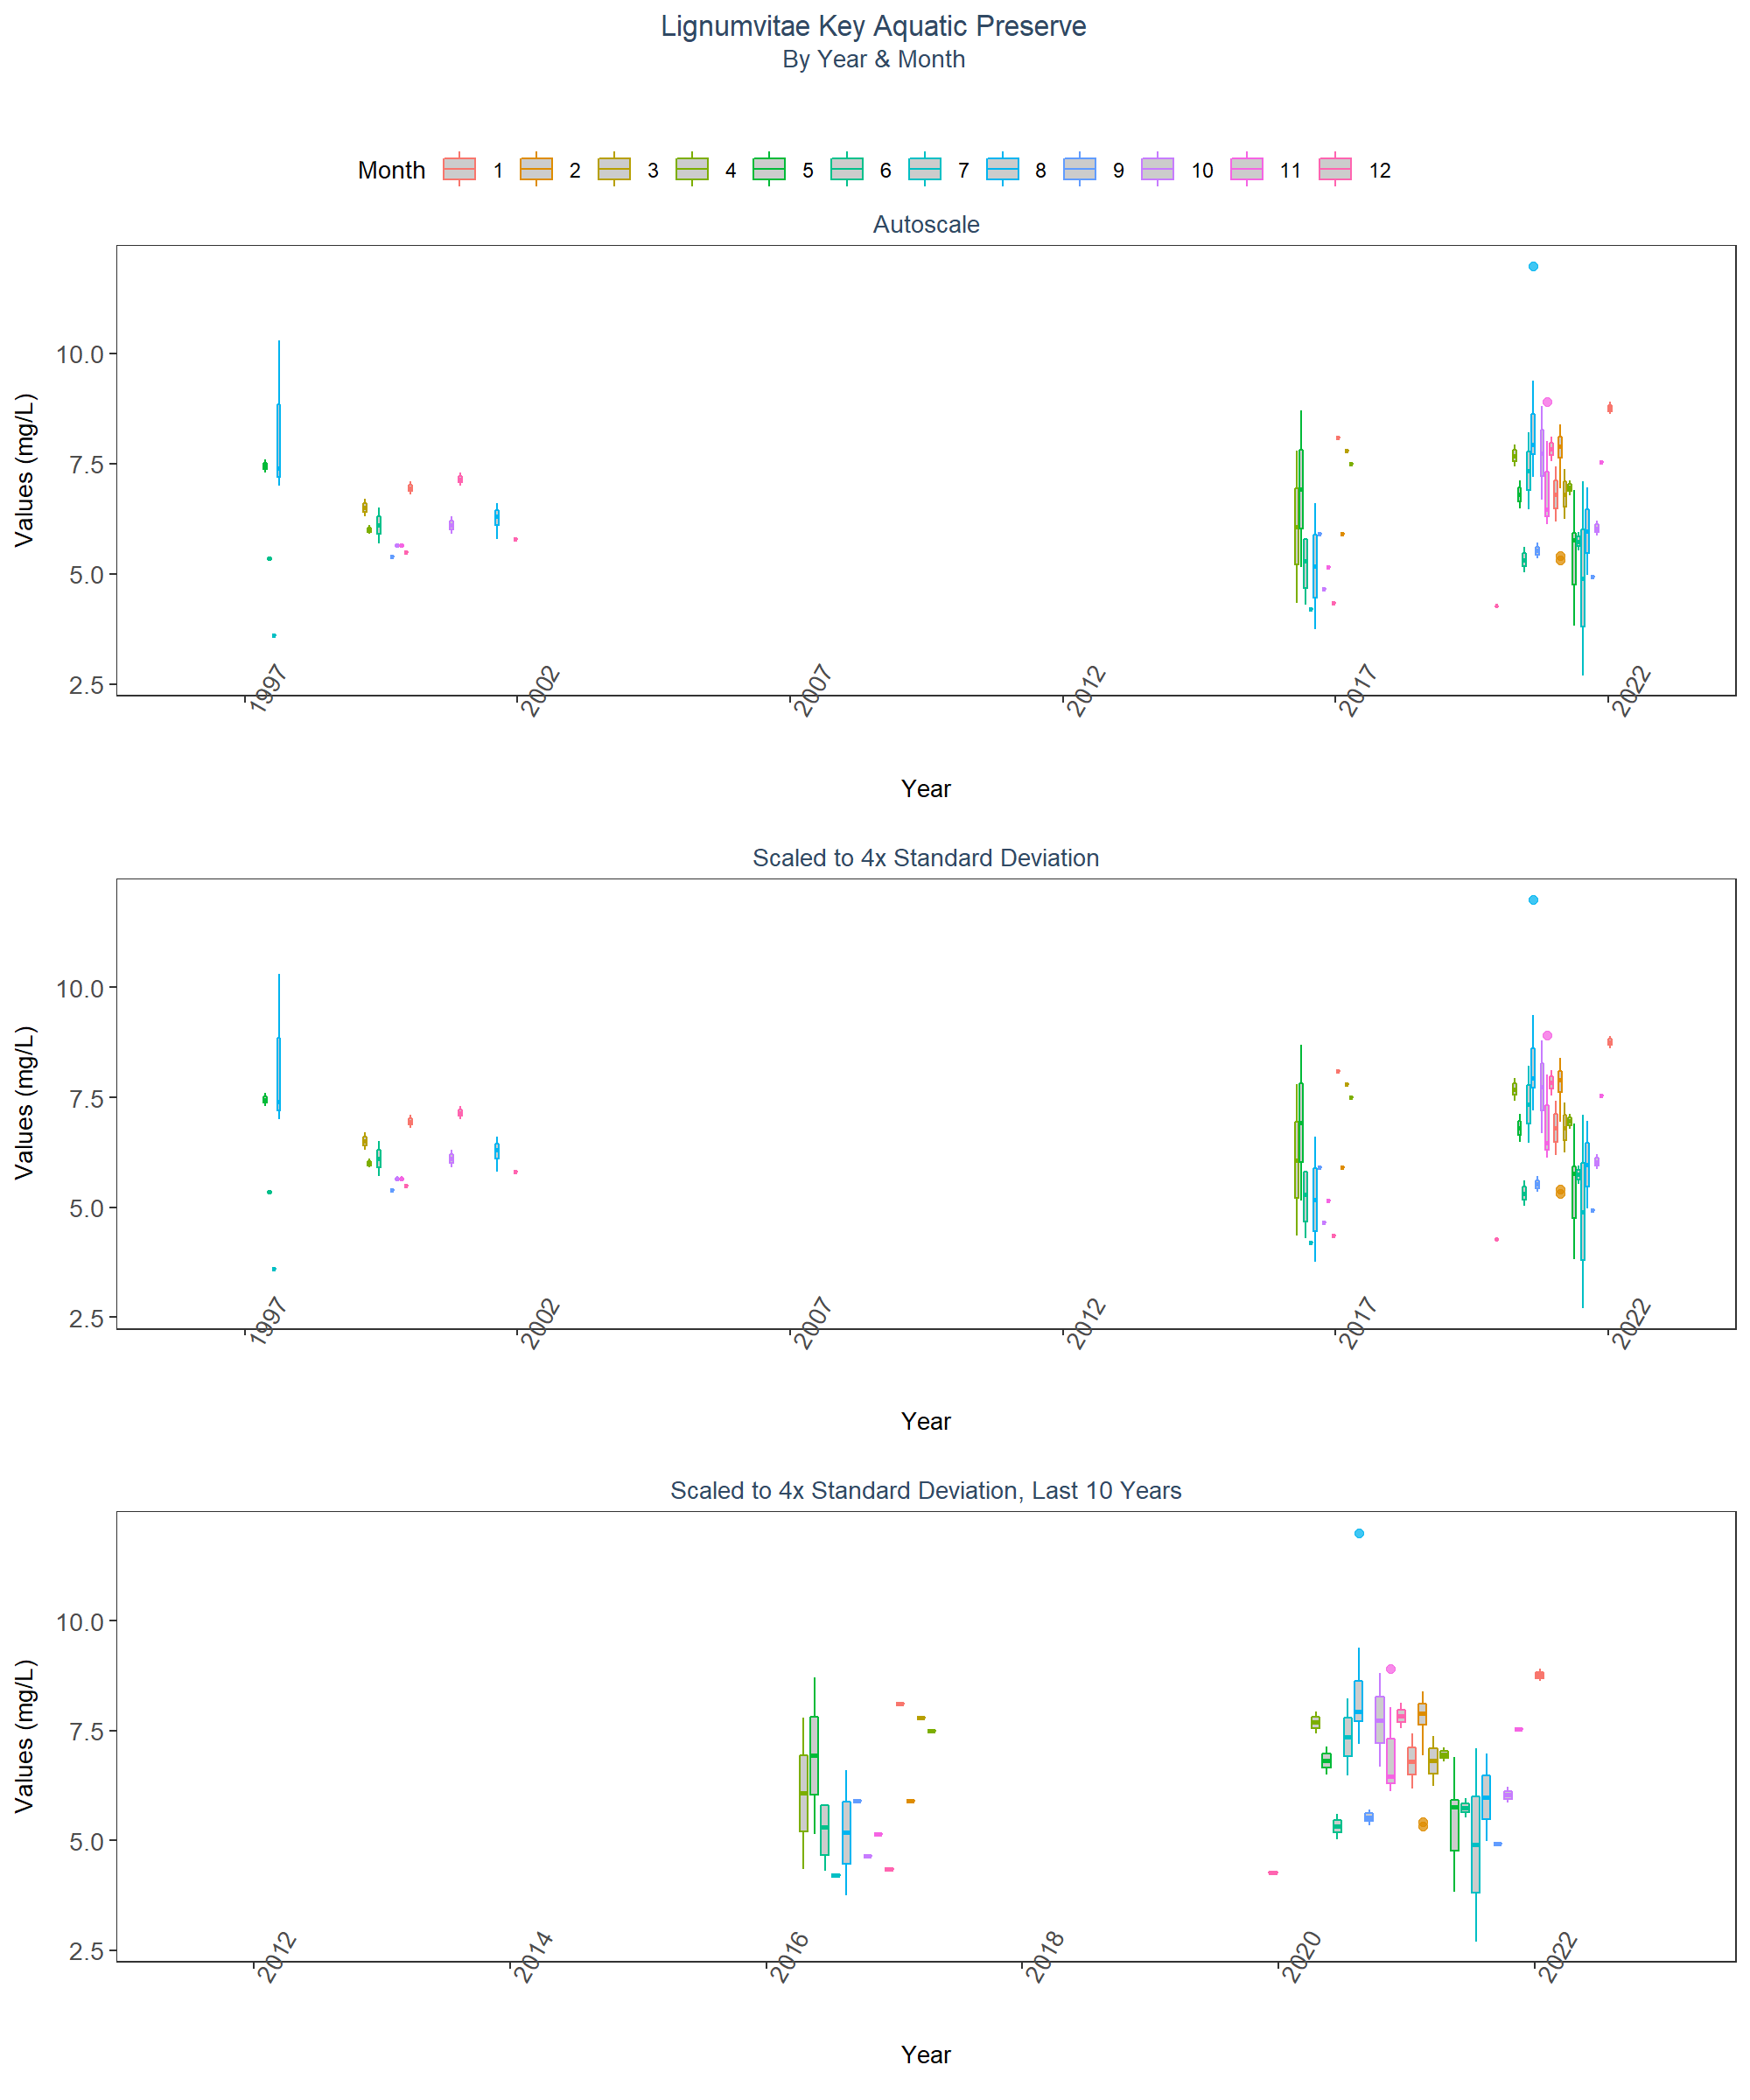 Lignumvitae Key Aquatic Preserve
By Year & Month
Month 1 2 3 4 5 6 7 8 9 10 11 12
Autoscale
Values (mg/L)
10.0
7.5
5.0
2.5
1997 2002 2007 2012 2017 2022
Year
Scaled to 4x Standard Deviation
Values (mg/L)
10.0
7.5
5.0
2.5
1997 2002 2007 2012 2017 2022
Year
Scaled to 4x Standard Deviation, Last 10 Years
Values (mg/L)
10.0
7.5
5.0
2.5
2012 2014 2016 2018 2020 2022
Year